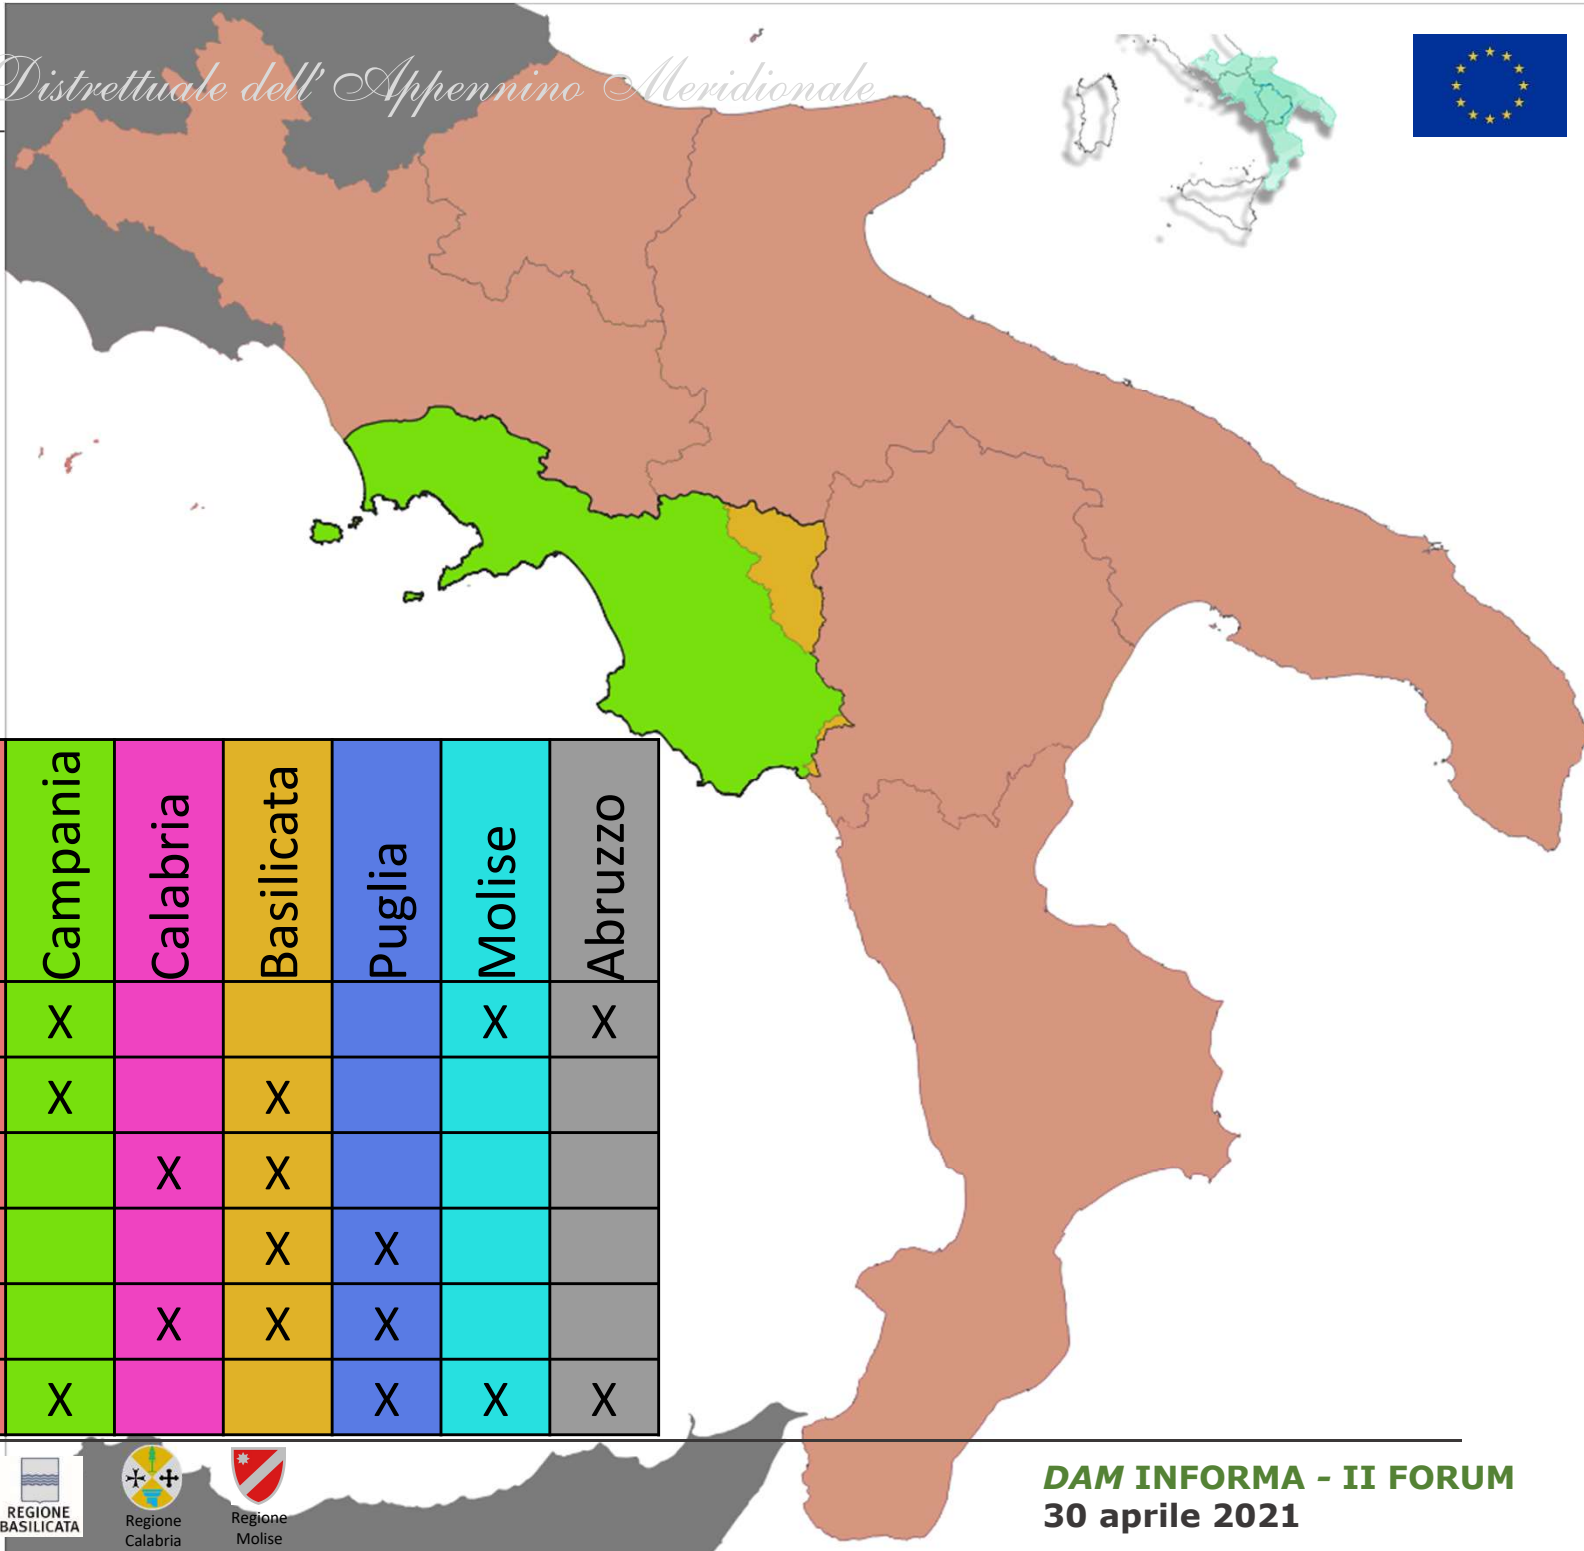 Distrettuale dell' Appennino Meridionale
Campania Calabria Basilicata Puglia Molise Abruzzo
X X X
X X
X X
X X
X X X
X X X X
REGIONE
BASILICATA
Regione
Calabria
Regione
Molise
DAM INFORMA - II FORUM
30 aprile 2021